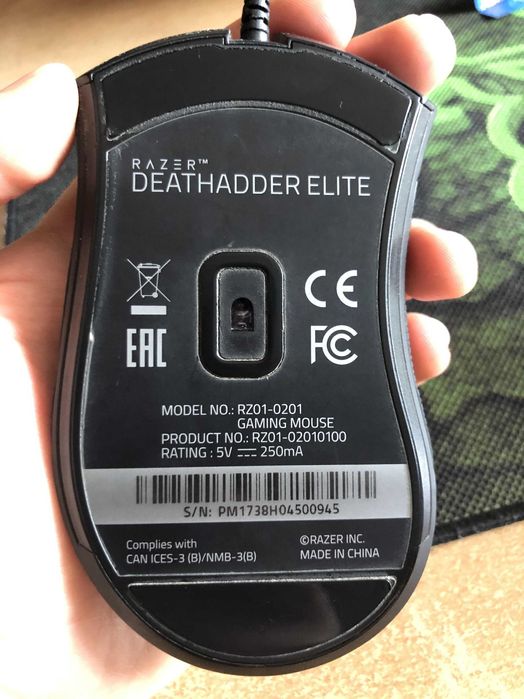 RAZER™
DEATHADDER ELITE
CE
EAC
FC
MODEL NO.: RZ01-0201
GAMING MOUSE
PRODUCT NO.: RZ01-02010100
RATING : 5V ⎓ 250mA
S/N: PM1738H04500945
Complies with
CAN ICES-3 (B)/NMB-3(B)
©RAZER INC.
MADE IN CHINA